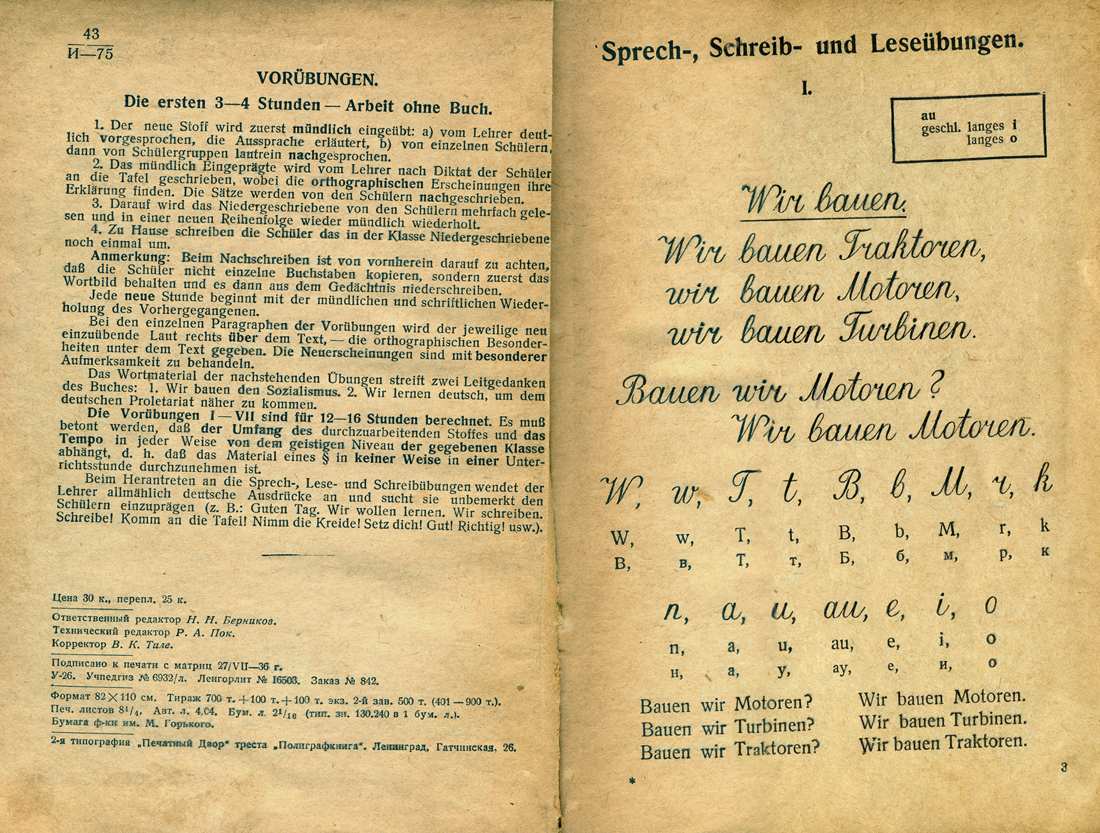 43
И—75
VORÜBUNGEN.
Die ersten 3—4 Stunden — Arbeit ohne Buch.
1. Der neue Stoff wird zuerst mündlich eingeübt: a) vom Lehrer deut-
lich vorgesprochen, die Aussprache erläutert, b) von einzelnen Schülern,
dann von Schülergruppen lautrein nachgesprochen.
2. Das mündlich Eingeprägte wird vom Lehrer nach Diktat der Schüler
an die Tafel geschrieben, wobei die orthographischen Erscheinungen ihre
Erklärung finden. Die Sätze werden von den Schülern nachgeschrieben.
3. Darauf wird das Niedergeschriebene von den Schülern mehrfach gele-
sen und in einer neuen Reihenfolge wieder mündlich wiederholt.
4. Zu Hause schreiben die Schüler das in der Klasse Niedergeschriebene
noch einmal um.
Anmerkung: Beim Nachschreiben ist von vornherein darauf zu achten,
daß die Schüler nicht einzelne Buchstaben kopieren, sondern zuerst das
Wortbild behalten und es dann aus dem Gedächtnis niederschreiben.
Jede neue Stunde beginnt mit der mündlichen und schriftlichen Wieder-
holung des Vorhergegangenen.
Bei den einzelnen Paragraphen der Vorübungen wird der jeweilige neu
einzuübende Laut rechts über dem Text, — die orthographischen Besonder-
heiten unter dem Text gegeben. Die Neuerscheinungen sind mit besonderer
Aufmerksamkeit zu behandeln.
Das Wortmaterial der nachstehenden Übungen streift zwei Leitgedanken
des Buches: 1. Wir bauen den Sozialismus. 2. Wir lernen deutsch, um dem
deutschen Proletariat näher zu kommen.
Die Vorübungen I—VII sind für 12—16 Stunden berechnet. Es muß
betont werden, daß der Umfang des durchzuarbeitenden Stoffes und das
Tempo in jeder Weise von dem geistigen Niveau der gegebenen Klasse
abhängt, d. h. daß das Material eines § in keiner Weise in einer Unter-
richtsstunde durchzunehmen ist.
Beim Herantreten an die Sprech-, Lese- und Schreibübungen wendet der
Lehrer allmählich deutsche Ausdrücke an und sucht sie unbemerkt den
Schülern einzuprägen (z. B.: Guten Tag. Wir wollen lernen. Wir schreiben.
Schreibe! Komm an die Tafel! Nimm die Kreide! Setz dich! Gut! Richtig! usw.).
Цена 30 к., перепл. 25 к.
Ответственный редактор Н. Н. Берников.
Технический редактор Р. А. Пок.
Корректор В. К. Тиле.
Подписано к печати с матриц 27/VII—36 г.
У-26. Учпедгиз № 6932/л. Ленгорлит № 16503. Заказ № 842.
Формат 82×110 см. Тираж 700 т.+100 т.+100 т. экз. 2-й зав. 500 т. (401—900 т.).
Печ. листов 8¹/₄. Авт. л. 4,04. Бум. л. 2¹/₁₆ (тип. зн. 130.240 в 1 бум. л.).
Бумага ф-ки им. М. Горького.
2-я типография „Печатный Двор“ треста „Полиграфкнига“. Ленинград, Гатчинская. 26.
Sprech-, Schreib- und Leseübungen.
I.
au
geschl. langes i
langes o
Wir bauen.
Wir bauen Traktoren,
wir bauen Motoren,
wir bauen Turbinen.
Bauen wir Motoren?
Wir bauen Motoren.
W, w, T, t, B, b, M, r, k
W, w, T, t, B, b, M, r, k
В, в, Т, т, Б, б, м, р, к
n, a, u, au, e, i, o
n, a, u, au, e, i, o
н, а, у, ау, е, и, о
Bauen wir Motoren? Wir bauen Motoren.
Bauen wir Turbinen? Wir bauen Turbinen.
Bauen wir Traktoren? Wir bauen Traktoren.
*
3